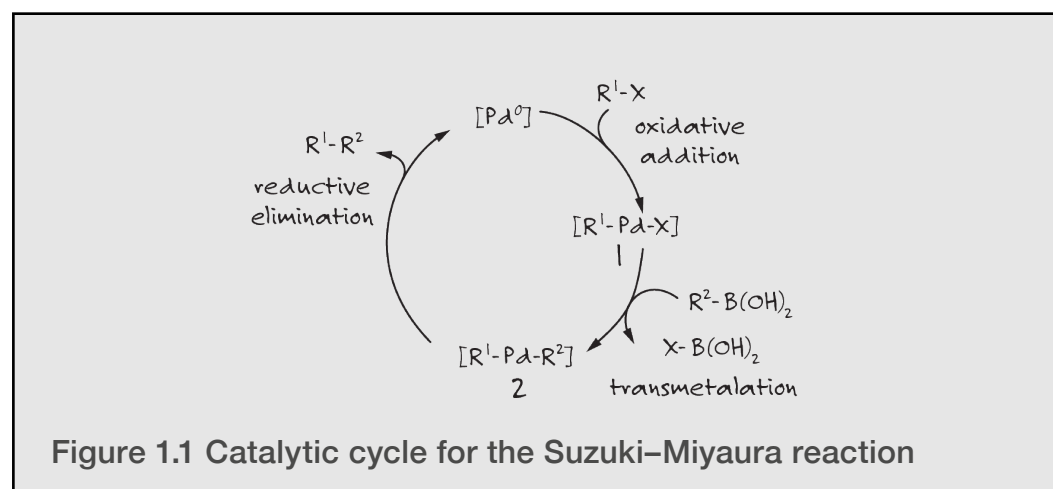 [Pd⁰]
R¹-X
oxidative
addition
[R¹-Pd-X]
1
R²-B(OH)₂
X-B(OH)₂
transmetalation
[R¹-Pd-R²]
2
R¹-R²
reductive
elimination
Figure 1.1 Catalytic cycle for the Suzuki–Miyaura reaction